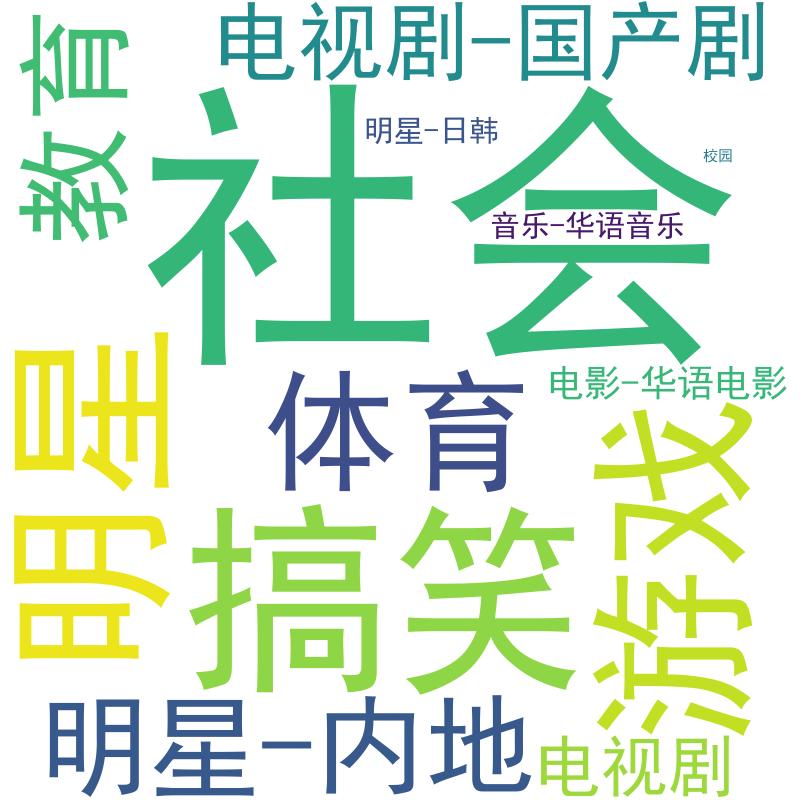 电视�-国产剧
教育
社会
明星-日韩
校园
音乐-华语音乐
明星
体育
电影-华语电影
游戏
搞笑
明星-内地
电视剧